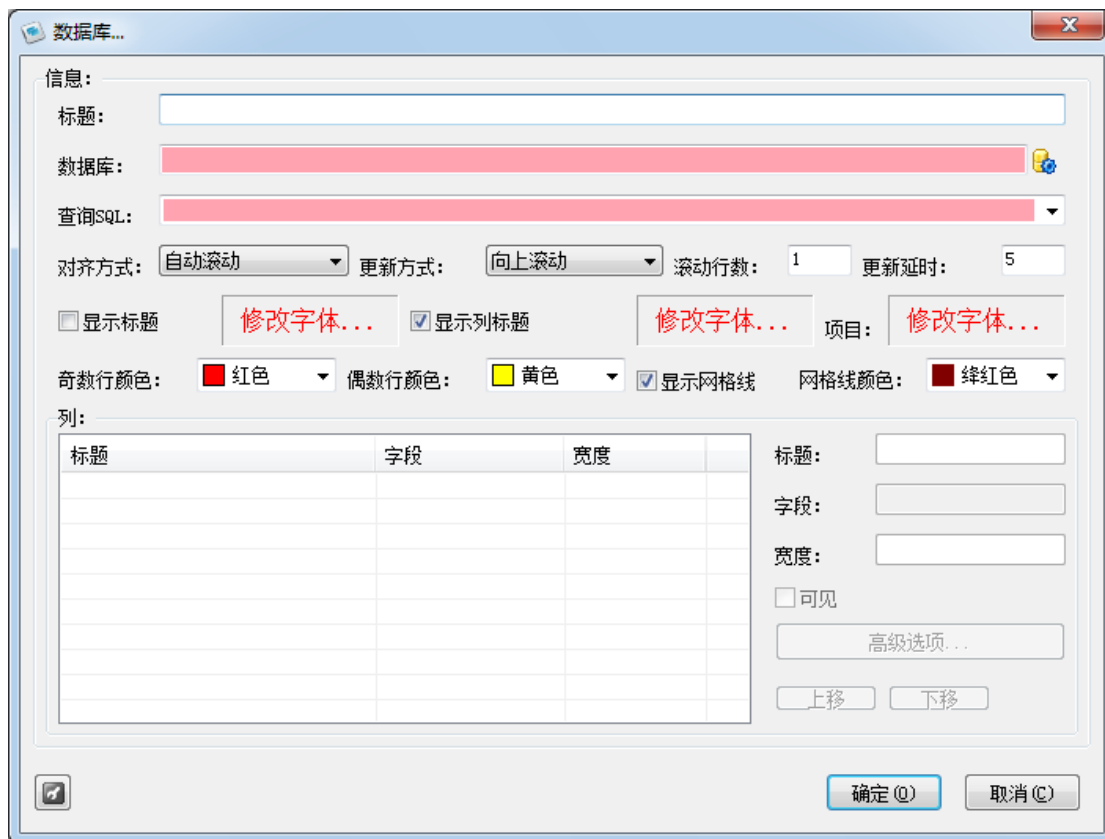 数据库...
信息:
标题:
数据库:
查询SQL:
对齐方式: 自动滚动 更新方式: 向上滚动 滚动行数: 1 更新延时: 5
显示标题 修改字体... 显示列标题 修改字体... 项目: 修改字体...
奇数行颜色: 红色 偶数行颜色: 黄色 显示网格线 网格线颜色: 绛红色
列:
标题 字段 宽度
标题:
字段:
宽度:
可见
高级选项...
上移 下移
确定(O) 取消(C)